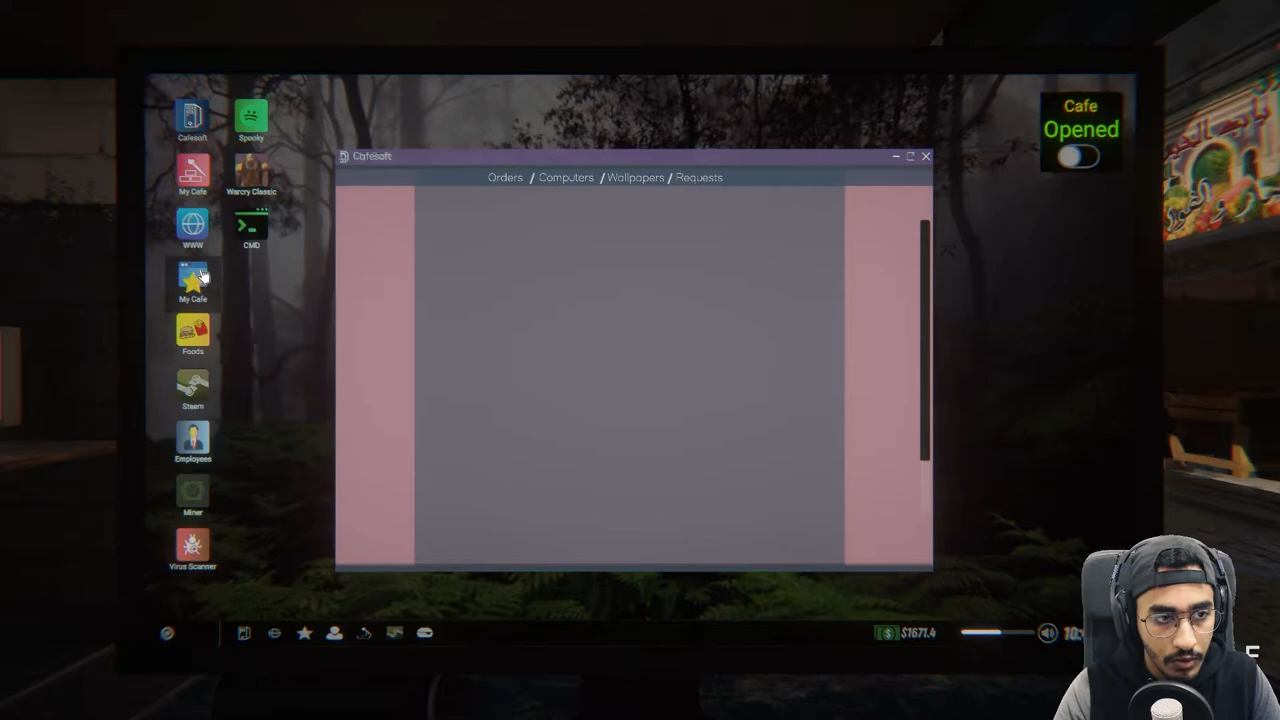 Cafesoft
Spooky
My Cafe
Warcry Classic
WWW
CMD
My Cafe
Foods
Steam
Employees
Miner
Virus Scanner
Cafesoft
Orders / Computers / Wallpapers / Requests
Cafe
Opened
$1671.4